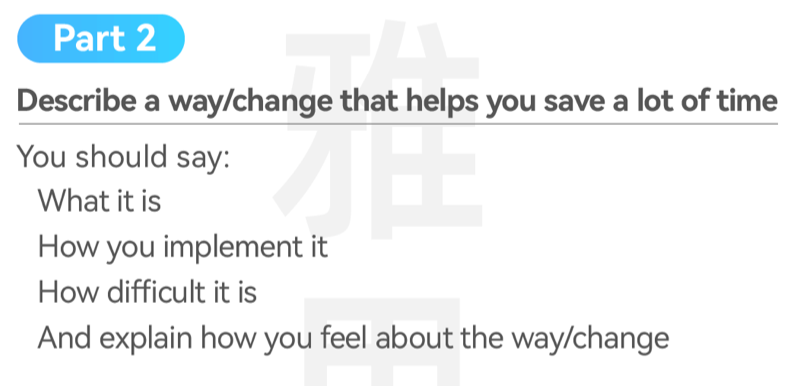 Part 2
Describe a way/change that helps you save a lot of time
You should say:
What it is
How you implement it
How difficult it is
And explain how you feel about the way/change
雅